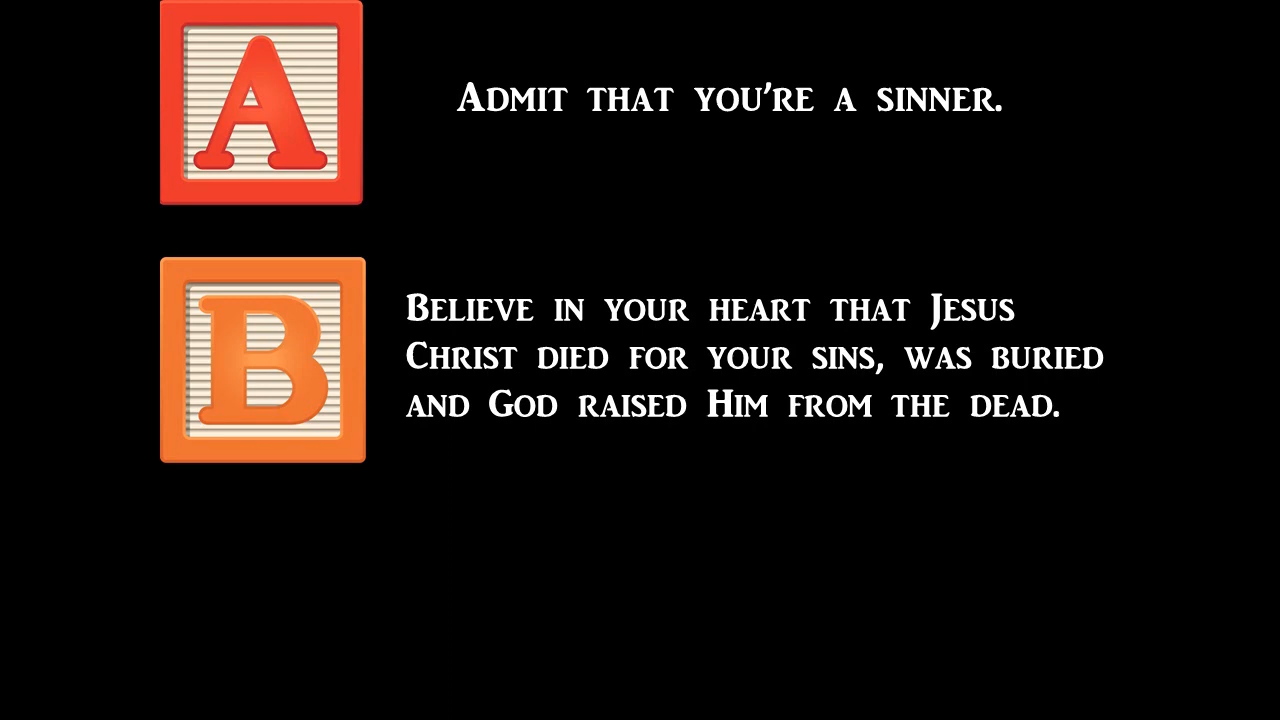 A
Admit that you're a sinner.
B
Believe in your heart that Jesus
Christ died for your sins, was buried
and God raised Him from the dead.